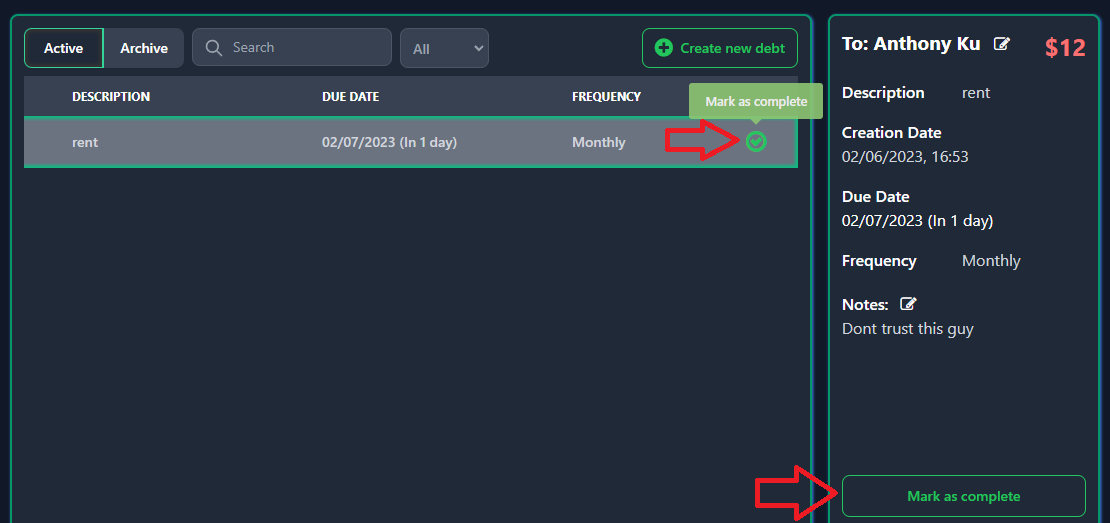 Active Archive Search All Create new debt
DESCRIPTION DUE DATE FREQUENCY
Mark as complete
rent 02/07/2023 (In 1 day) Monthly
To: Anthony Ku $12
Description rent
Creation Date
02/06/2023, 16:53
Due Date
02/07/2023 (In 1 day)
Frequency Monthly
Notes:
Dont trust this guy
Mark as complete